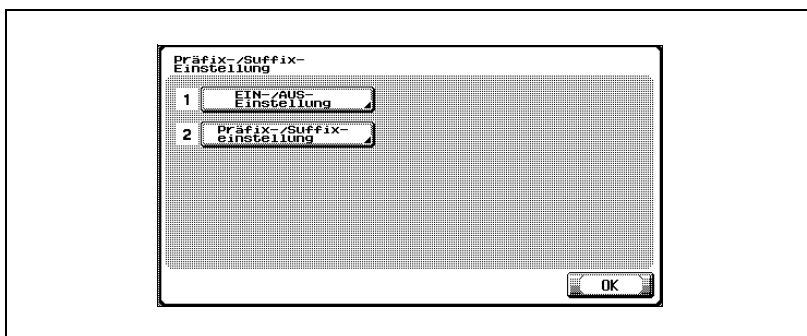 Präfix-/Suffix-
Einstellung
1 EIN-/AUS-
Einstellung
2 Präfix-/Suffix-
einstellung
OK